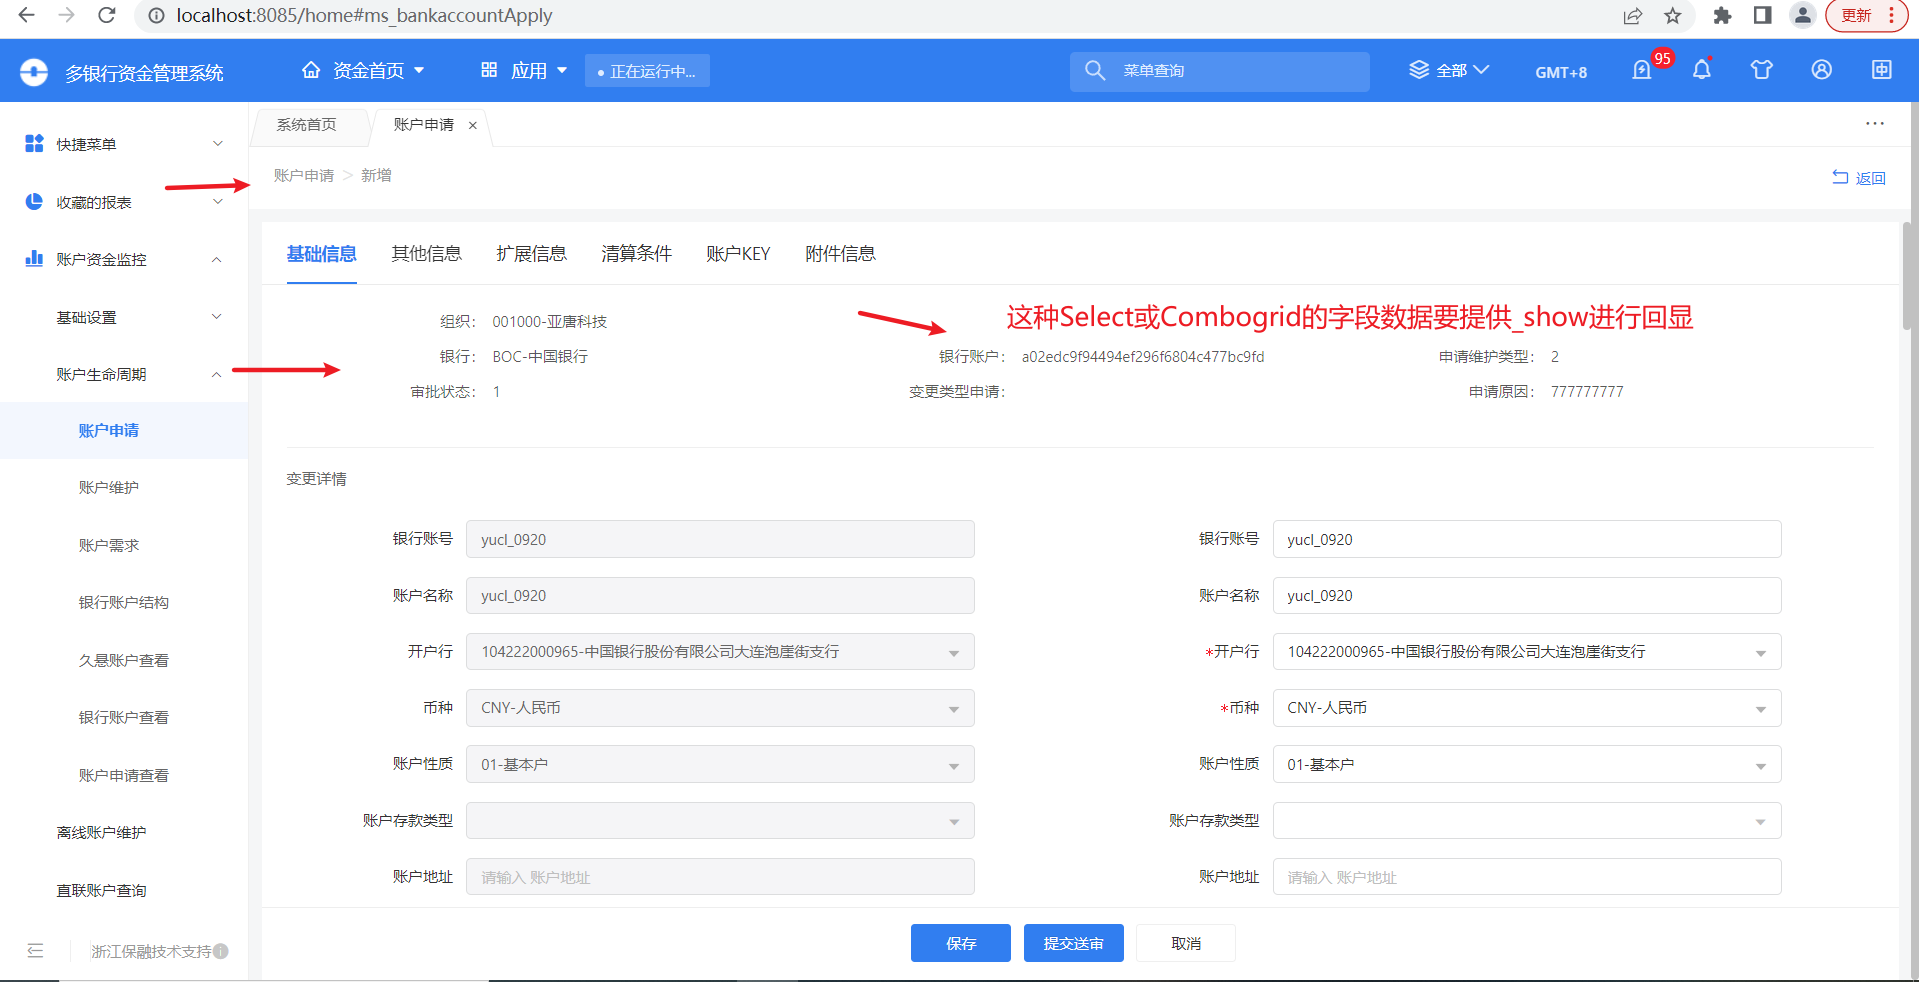 localhost:8085/home#ms_bankaccountApply
更新
多银行资金管理系统
资金首页
应用
正在运行中...
菜单查询
全部
GMT+8
95
中
快捷菜单
收藏的报表
账户资金监控
基础设置
账户生命周期
账户申请
账户维护
账户需求
银行账户结构
久悬账户查看
银行账户查看
账户申请查看
离线账户维护
直联账户查询
浙江保融技术支持
系统首页
账户申请 ×
...
账户申请 > 新增
返回
基础信息 其他信息 扩展信息 清算条件 账户KEY 附件信息
这种Select或Combogrid的字段数据要提供_show进行回显
组织： 001000-亚唐科技
银行： BOC-中国银行 银行账户： a02edc9f94494ef296f6804c477bc9fd 申请维护类型： 2
审批状态： 1 变更类型申请： 申请原因： 777777777
变更详情
银行账号 yucl_0920 银行账号 yucl_0920
账户名称 yucl_0920 账户名称 yucl_0920
开户行 104222000965-中国银行股份有限公司大连泡崖街支行 *开户行 104222000965-中国银行股份有限公司大连泡崖街支行
币种 CNY-人民币 *币种 CNY-人民币
账户性质 01-基本户 账户性质 01-基本户
账户存款类型 账户存款类型
账户地址 请输入 账户地址 账户地址 请输入 账户地址
保存 提交送审 取消